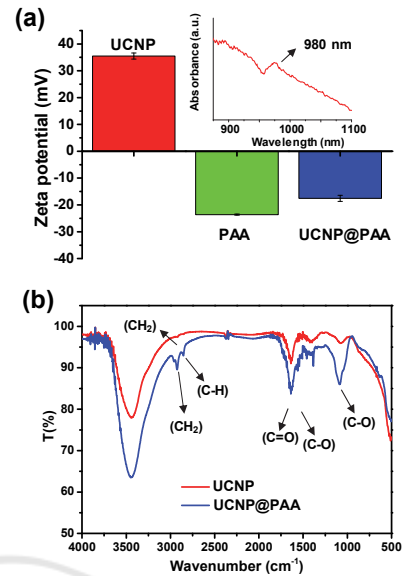 (a)
UCNP
PAA
UCNP@PAA
Zeta potential (mV)
40
30
20
10
0
-10
-20
-30
-40
980 nm
Absorbance (a.u.)
900
1000
1100
Wavelength (nm)
(b)
(CH2)
(C-H)
(CH2)
(C=O)
(C-O)
(C-O)
UCNP
UCNP@PAA
T(%)
100
90
80
70
60
50
4000 3500 3000 2500 2000 1500 1000 500
Wavenumber (cm-1)